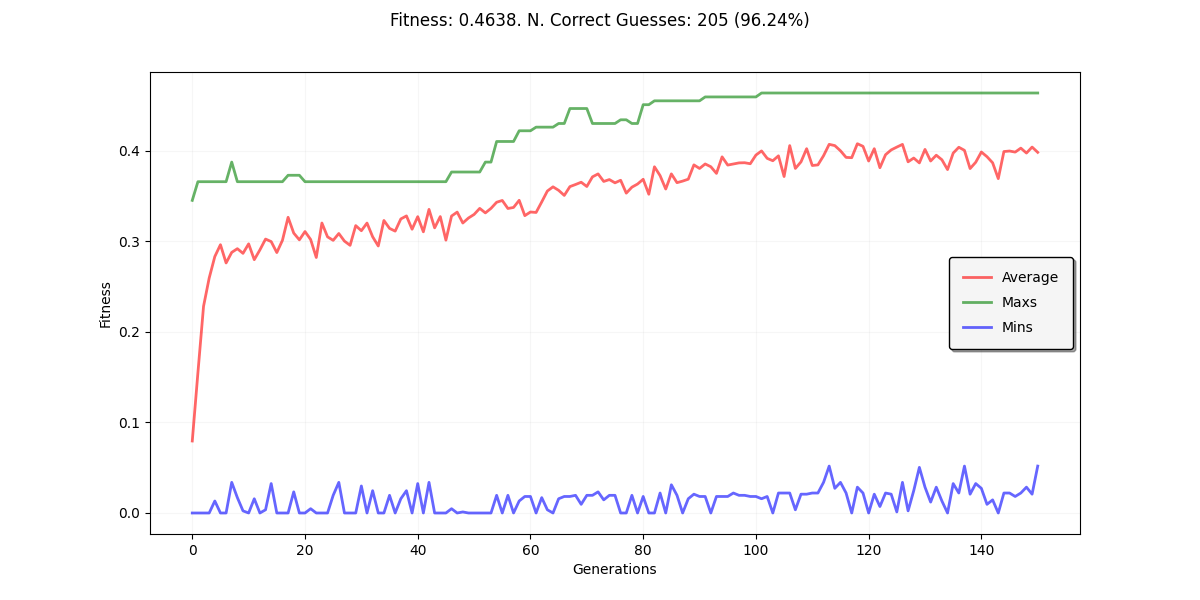 Fitness: 0.4638. N. Correct Guesses: 205 (96.24%)
0.4
0.3
0.2
0.1
0.0
Fitness
Average
Maxs
Mins
0 20 40 60 80 100 120 140
Generations